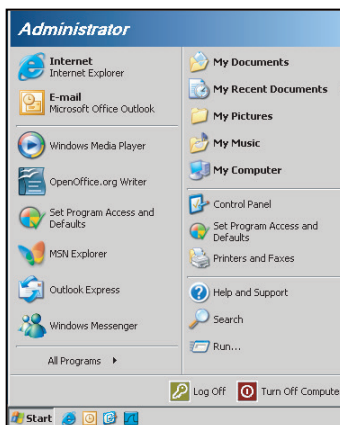 Administrator
Internet
Internet Explorer
E-mail
Microsoft Office Outlook
Windows Media Player
OpenOffice.org Writer
Set Program Access and
Defaults
MSN Explorer
Outlook Express
Windows Messenger
All Programs
My Documents
My Recent Documents
My Pictures
My Music
My Computer
Control Panel
Set Program Access and
Defaults
Printers and Faxes
Help and Support
Search
Run...
Log Off
Turn Off Compute
Start